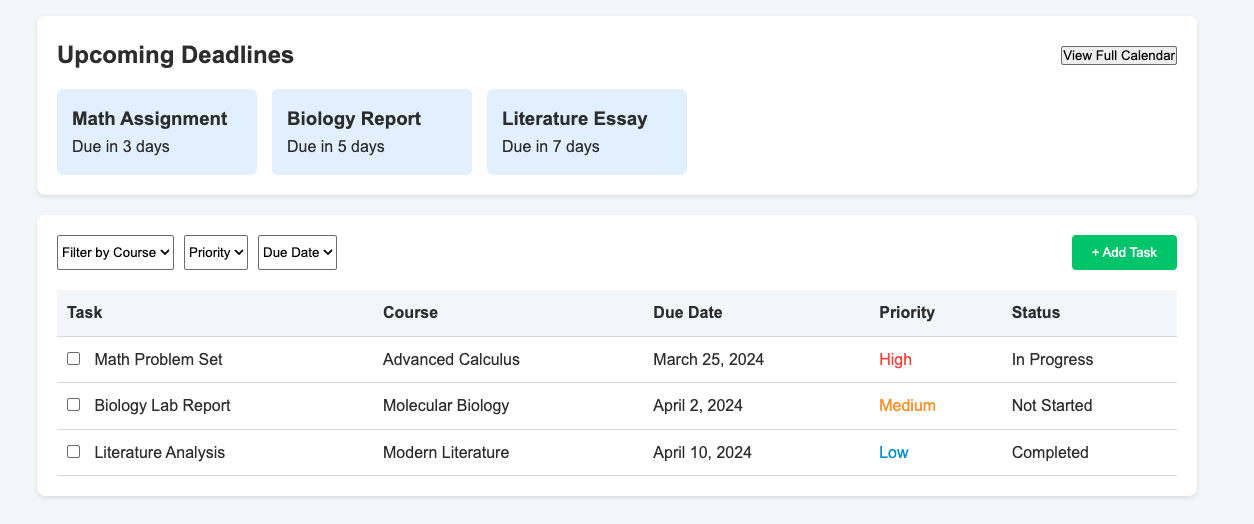 Upcoming Deadlines
View Full Calendar
Math Assignment
Due in 3 days
Biology Report
Due in 5 days
Literature Essay
Due in 7 days
Filter by Course Priority Due Date + Add Task
Task Course Due Date Priority Status
Math Problem Set Advanced Calculus March 25, 2024 High In Progress
Biology Lab Report Molecular Biology April 2, 2024 Medium Not Started
Literature Analysis Modern Literature April 10, 2024 Low Completed